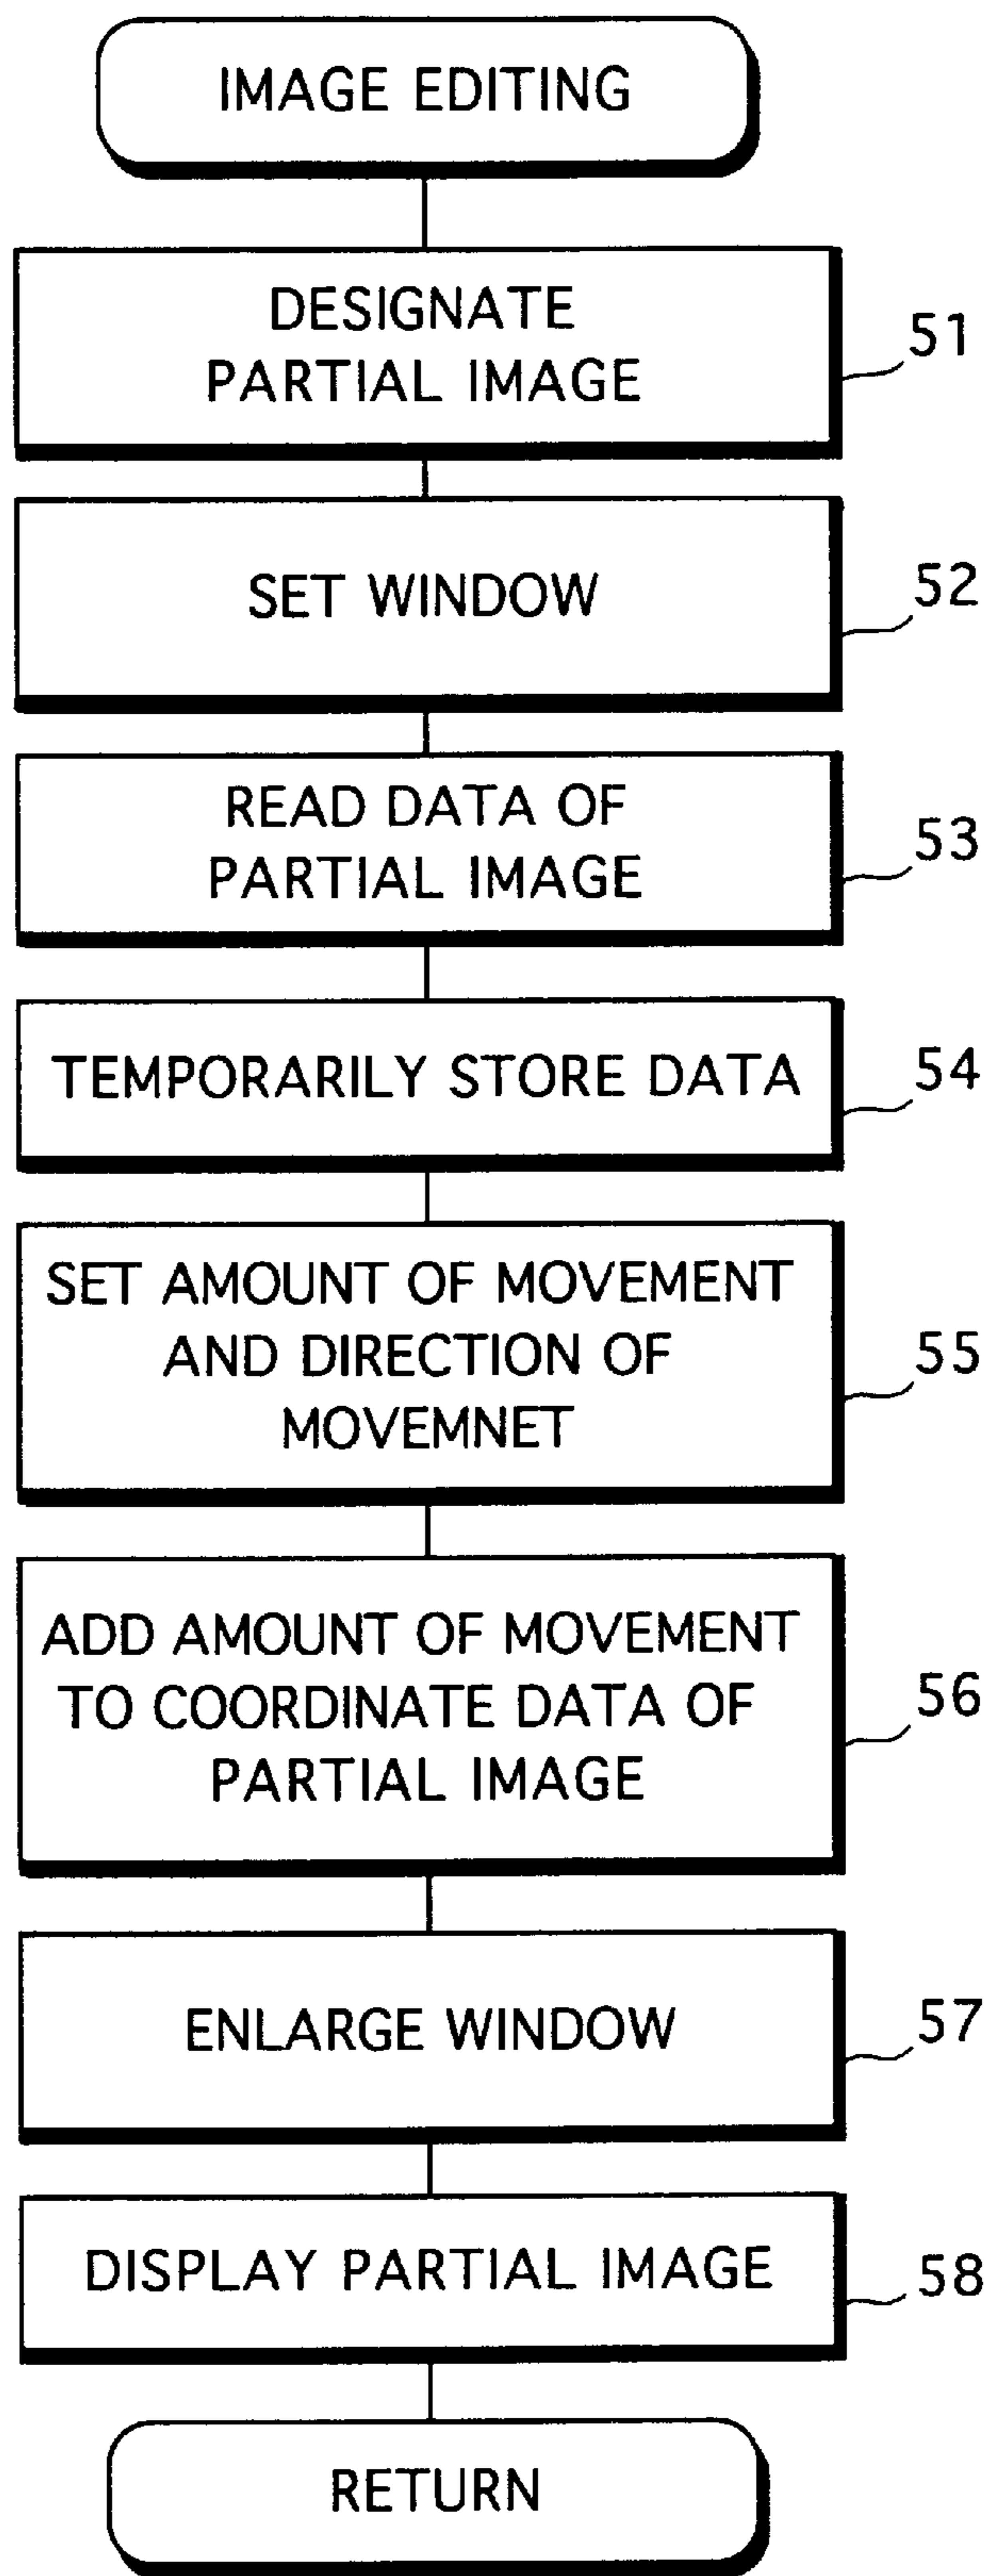 IMAGE EDITING
DESIGNATE
PARTIAL IMAGE
51
SET WINDOW
52
READ DATA OF
PARTIAL IMAGE
53
TEMPORARILY STORE DATA
54
SET AMOUNT OF MOVEMENT
AND DIRECTION OF
MOVEMNET
55
ADD AMOUNT OF MOVEMENT
TO COORDINATE DATA OF
PARTIAL IMAGE
56
ENLARGE WINDOW
57
DISPLAY PARTIAL IMAGE
58
RETURN